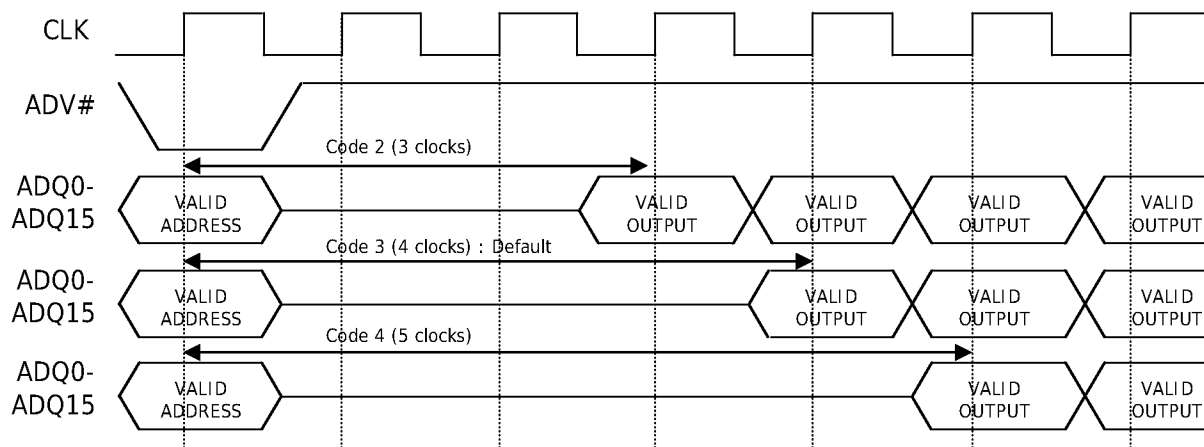 CLK
ADV#
Code 2 (3 clocks)
ADQ0-
ADQ15
VALID
ADDRESS
VALID
OUTPUT
VALID
OUTPUT
VALID
OUTPUT
VALID
OUTPUT
Code 3 (4 clocks) : Default
ADQ0-
ADQ15
VALID
ADDRESS
VALID
OUTPUT
VALID
OUTPUT
VALID
OUTPUT
Code 4 (5 clocks)
ADQ0-
ADQ15
VALID
ADDRESS
VALID
OUTPUT
VALID
OUTPUT